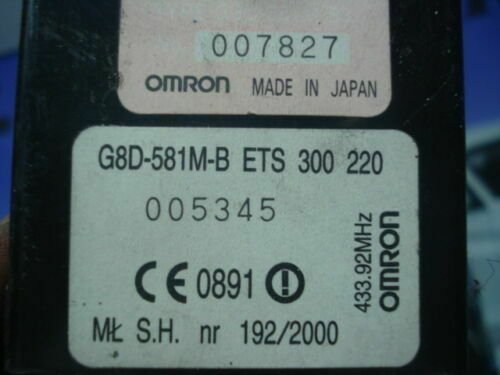 007827
OMRON MADE IN JAPAN
G8D-581M-B ETS 300 220
005345
CE 0891
MŁ S.H. nr 192/2000
433.92MHz
OMRON